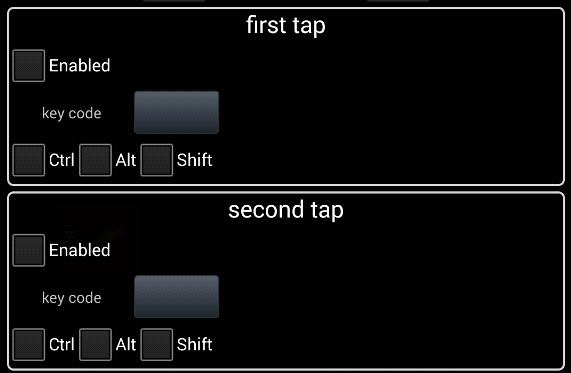 first tap
Enabled
key code
Ctrl Alt Shift
second tap
Enabled
key code
Ctrl Alt Shift